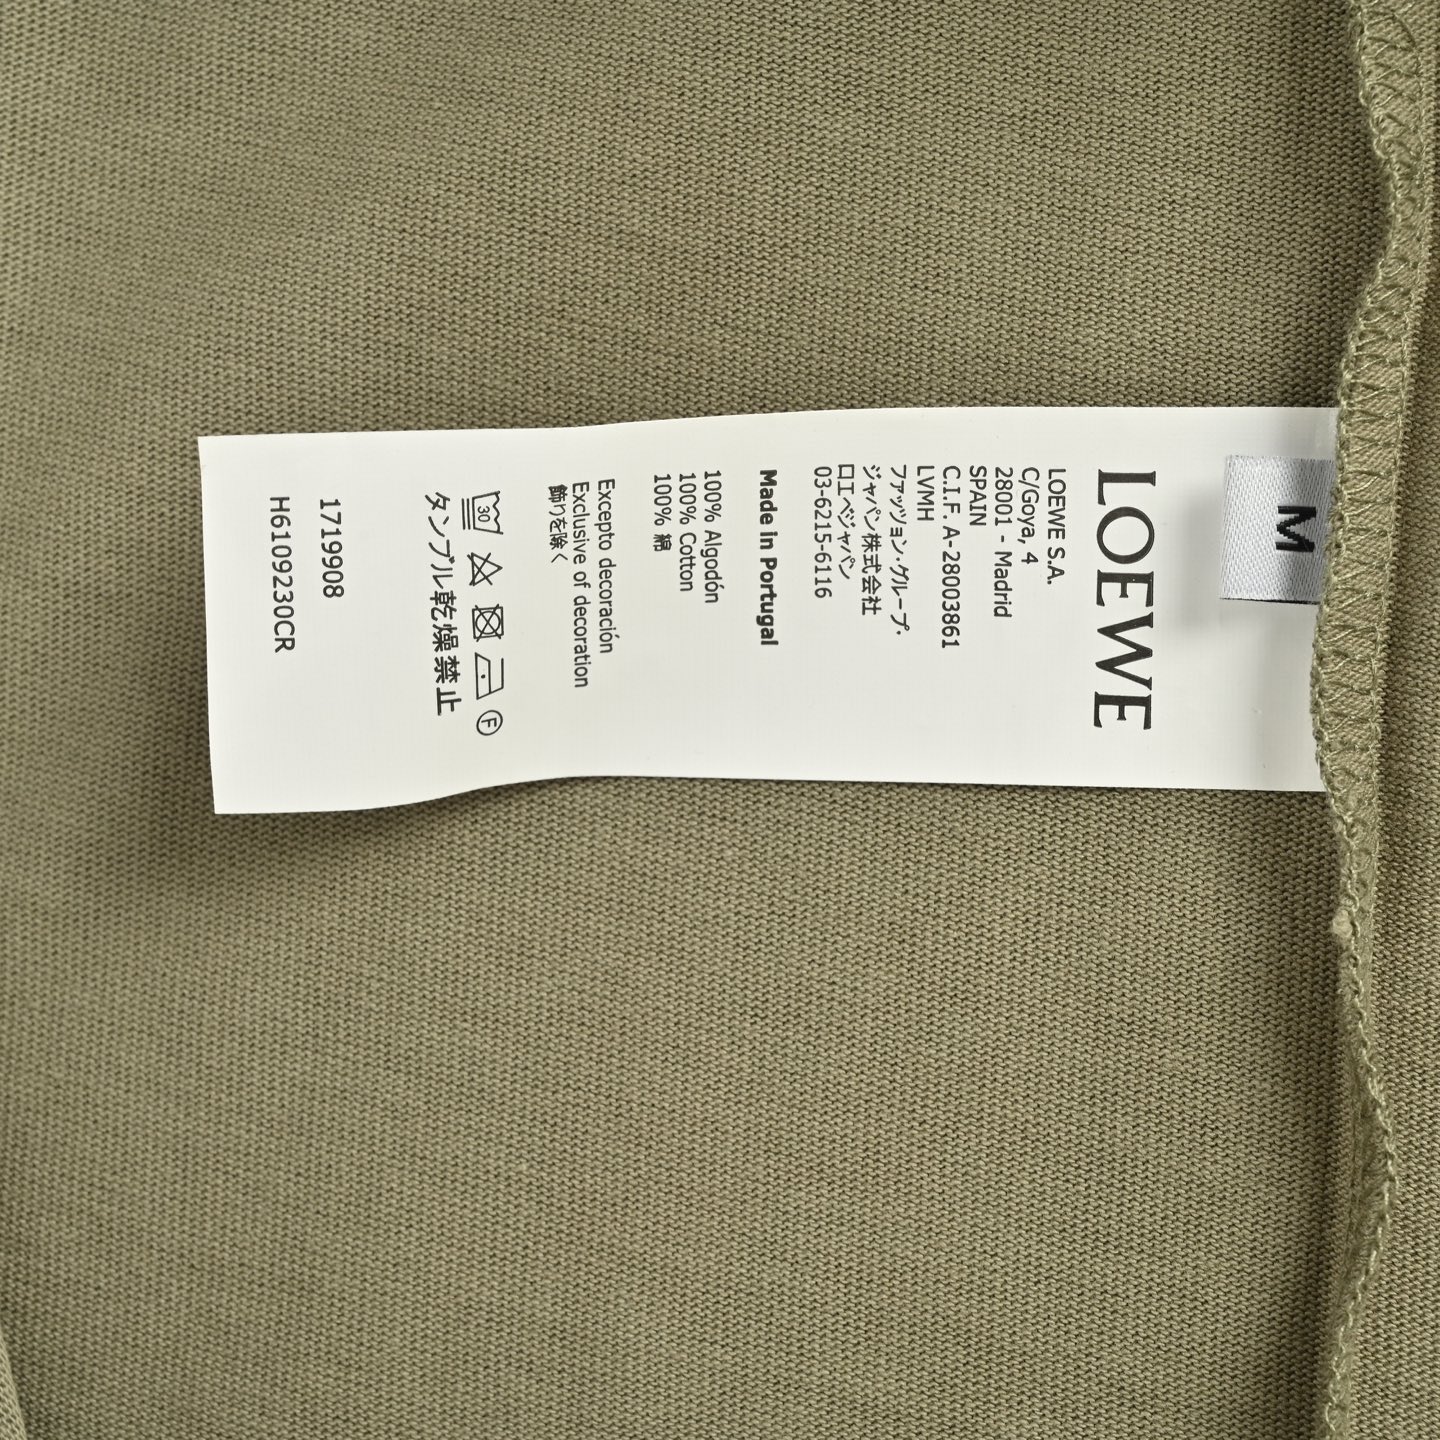 M
LOEWE
LOEWE S.A.
C/Goya, 4
28001 - Madrid
SPAIN
C.I.F. A- 28003861
LVMH
ファッション・グループ・
ジャパン株式会社
ロエベジャパン
03-6215-6116
Made in Portugal
100% Algodón
100% Cotton
100% 綿
Excepto decoración
Exclusive of decoration
飾りを除く
30 F
タンブル乾燥禁止
1719908
H6109230CR